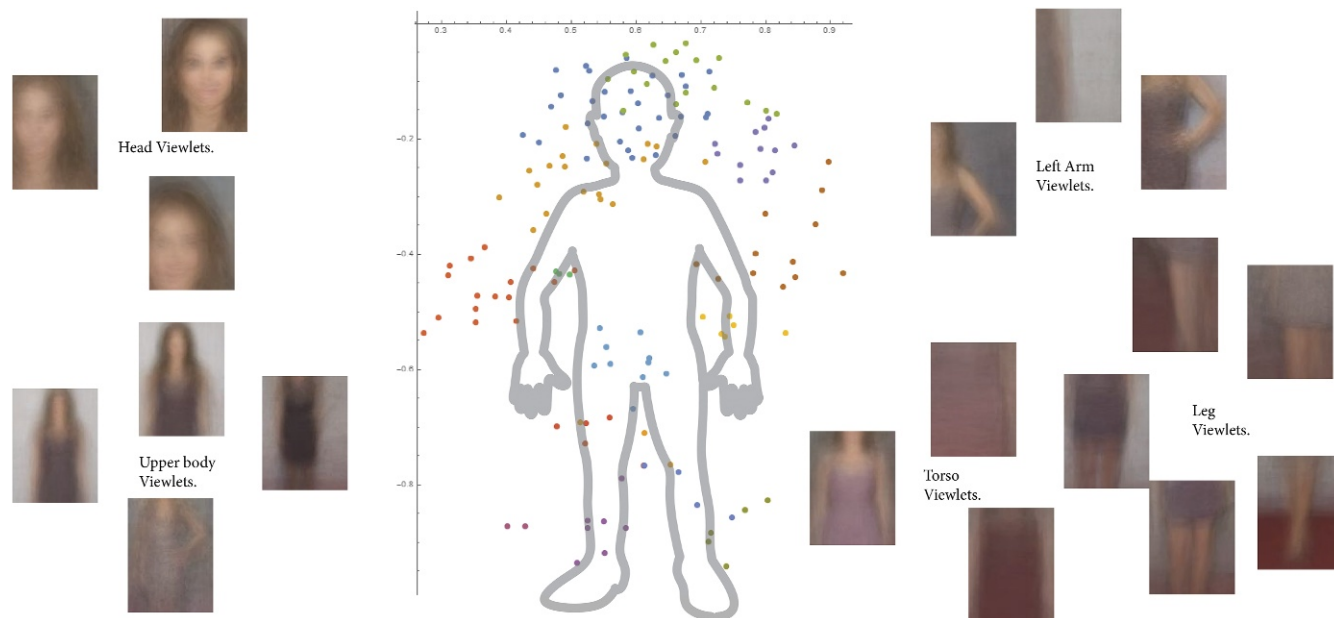 0.3 0.4 0.5 0.6 0.7 0.8 0.9
-0.2
-0.4
-0.6
-0.8
Head Viewlets.
Upper body
Viewlets.
Left Arm
Viewlets.
Leg
Viewlets.
Torso
Viewlets.